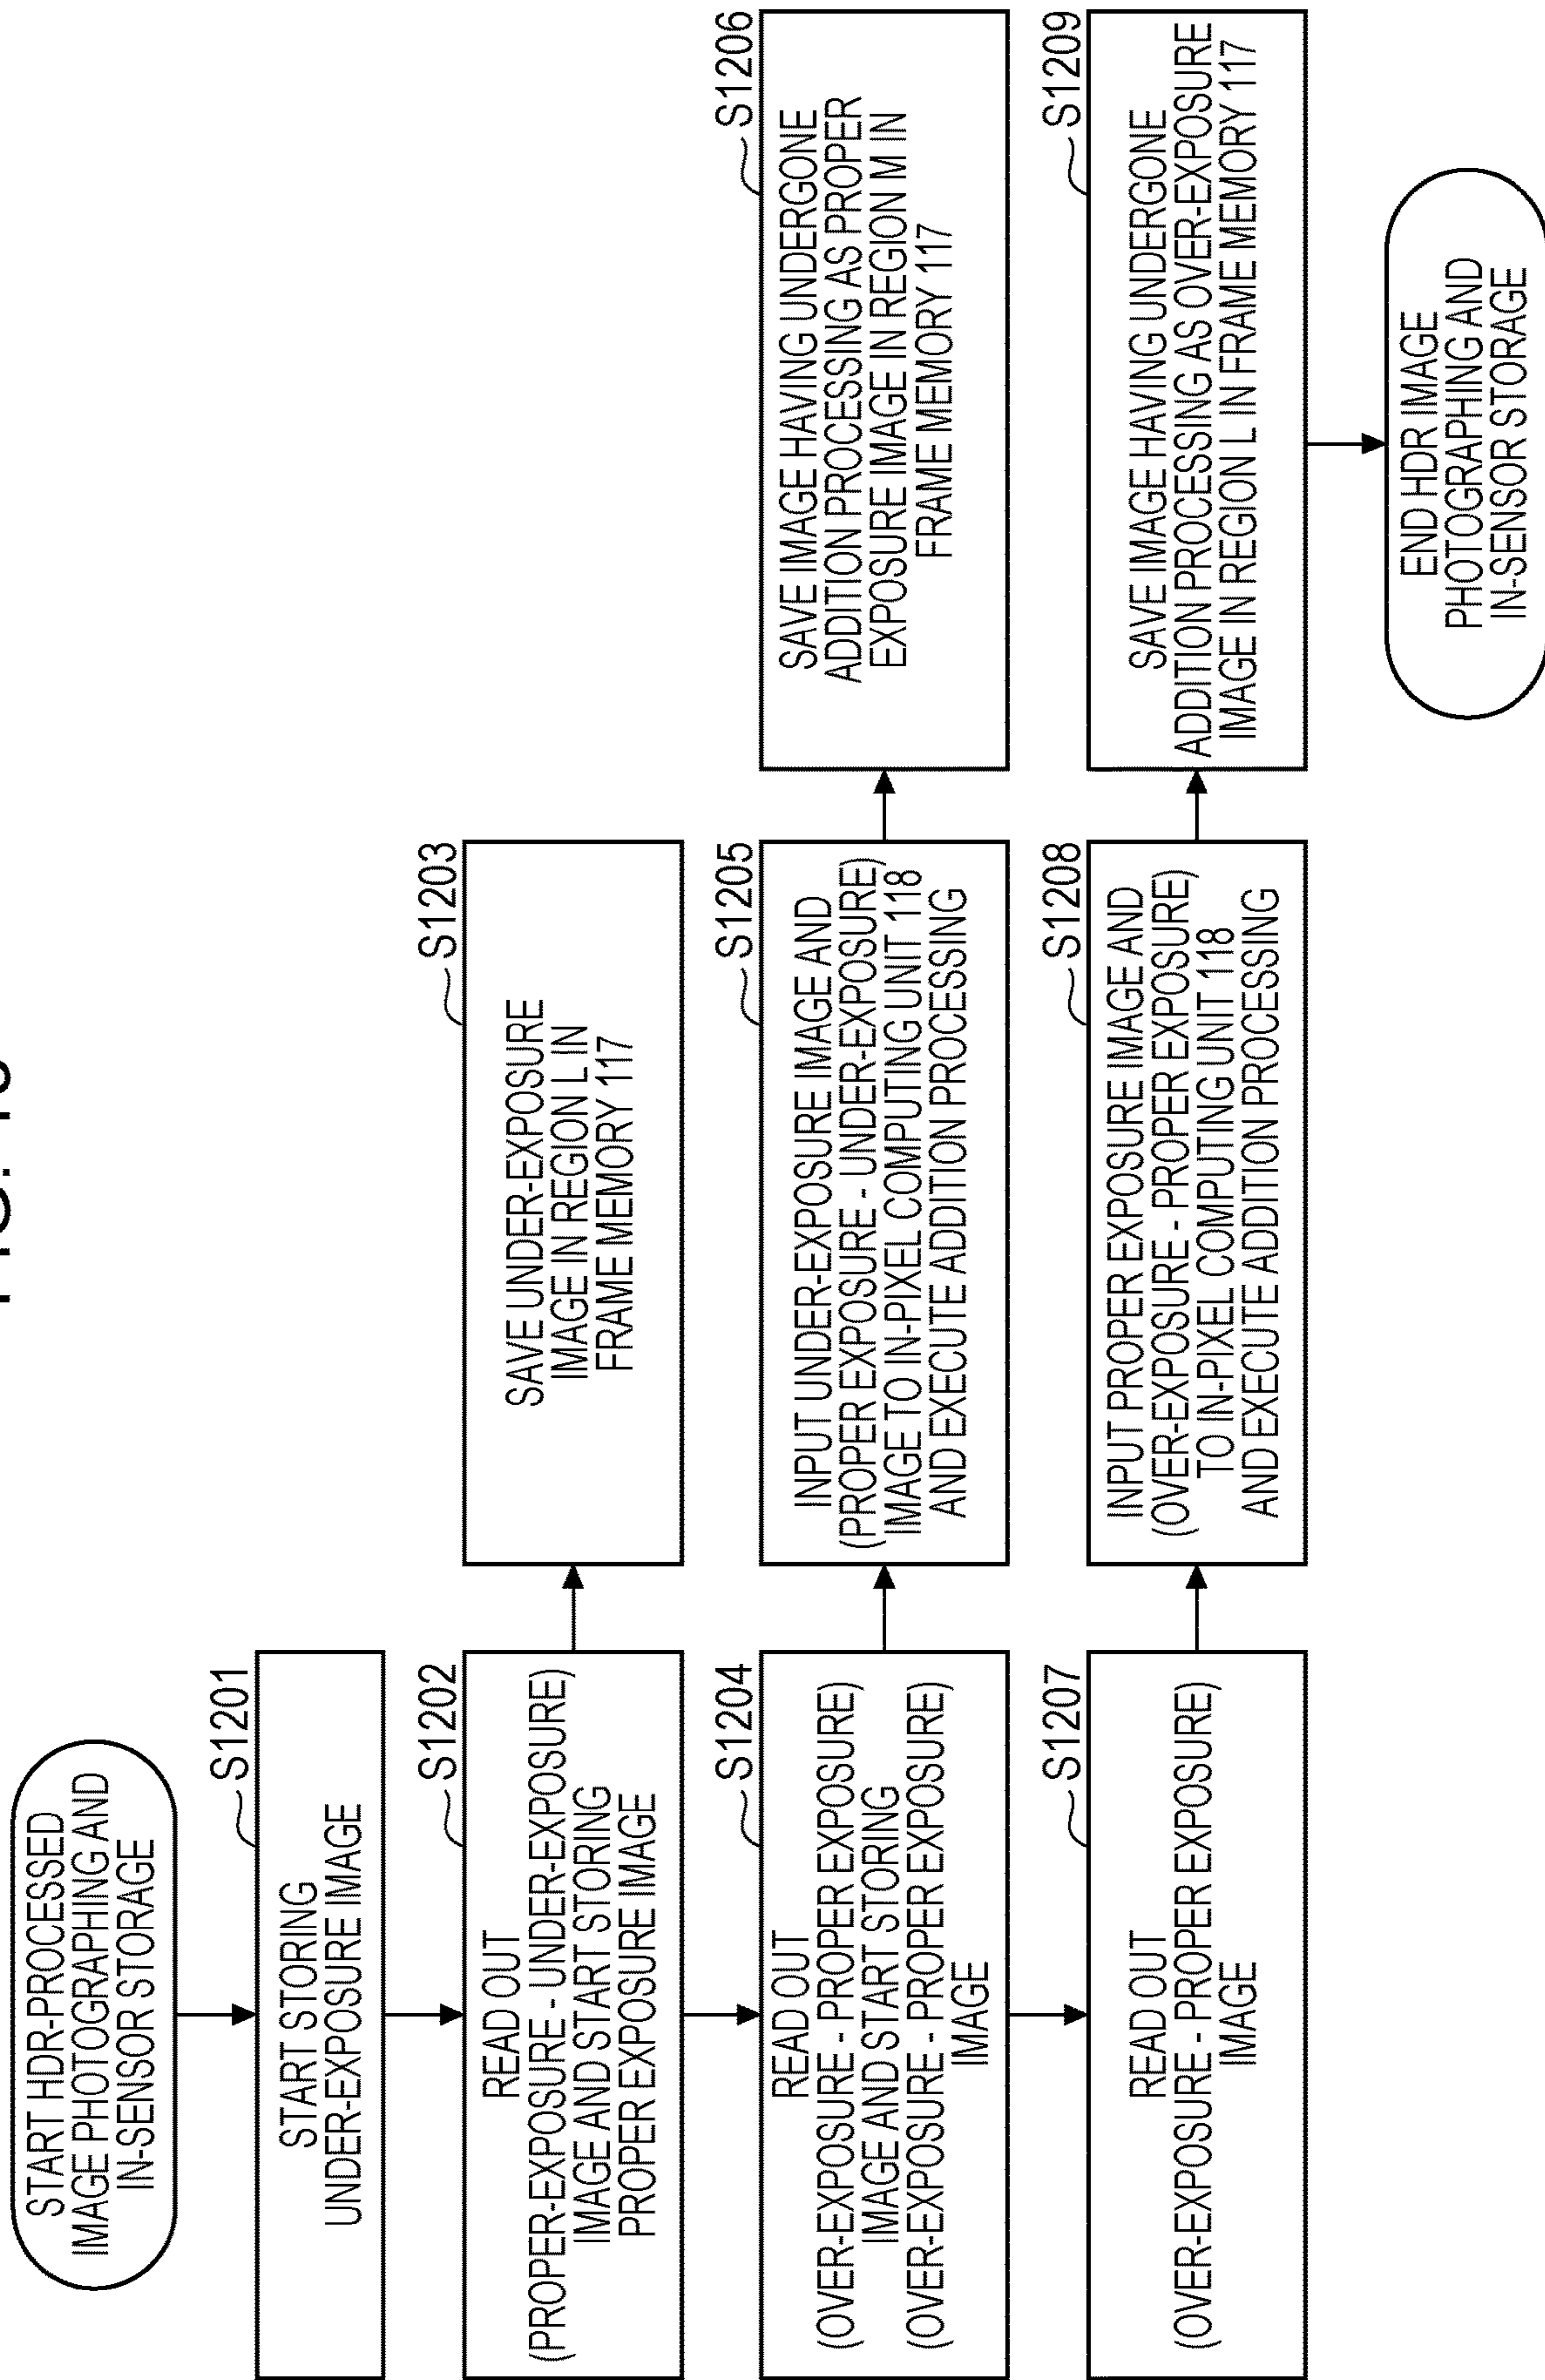 START HDR-PROCESSED
IMAGE PHOTOGRAPHING AND
IN-SENSOR STORAGE
S1201
START STORING
UNDER-EXPOSURE IMAGE
S1202
READ OUT
(PROPER-EXPOSURE - UNDER-EXPOSURE)
IMAGE AND START STORING
PROPER EXPOSURE IMAGE
S1203
SAVE UNDER-EXPOSURE
IMAGE IN REGION L IN
FRAME MEMORY 117
S1204
READ OUT
(OVER-EXPOSURE - PROPER EXPOSURE)
IMAGE AND START STORING
(OVER-EXPOSURE - PROPER EXPOSURE)
IMAGE
S1205
INPUT UNDER-EXPOSURE IMAGE AND
(PROPER EXPOSURE - UNDER-EXPOSURE)
IMAGE TO IN-PIXEL COMPUTING UNIT 118
AND EXECUTE ADDITION PROCESSING
S1206
SAVE IMAGE HAVING UNDERGONE
ADDITION PROCESSING AS PROPER
EXPOSURE IMAGE IN REGION M IN
FRAME MEMORY 117
S1207
READ OUT
(OVER-EXPOSURE - PROPER EXPOSURE)
IMAGE
S1208
INPUT PROPER EXPOSURE IMAGE AND
(OVER-EXPOSURE - PROPER EXPOSURE)
TO IN-PIXEL COMPUTING UNIT 118
AND EXECUTE ADDITION PROCESSING
S1209
SAVE IMAGE HAVING UNDERGONE
ADDITION PROCESSING AS OVER-EXPOSURE
IMAGE IN REGION L IN FRAME MEMORY 117
END HDR IMAGE
PHOTOGRAPHING AND
IN-SENSOR STORAGE